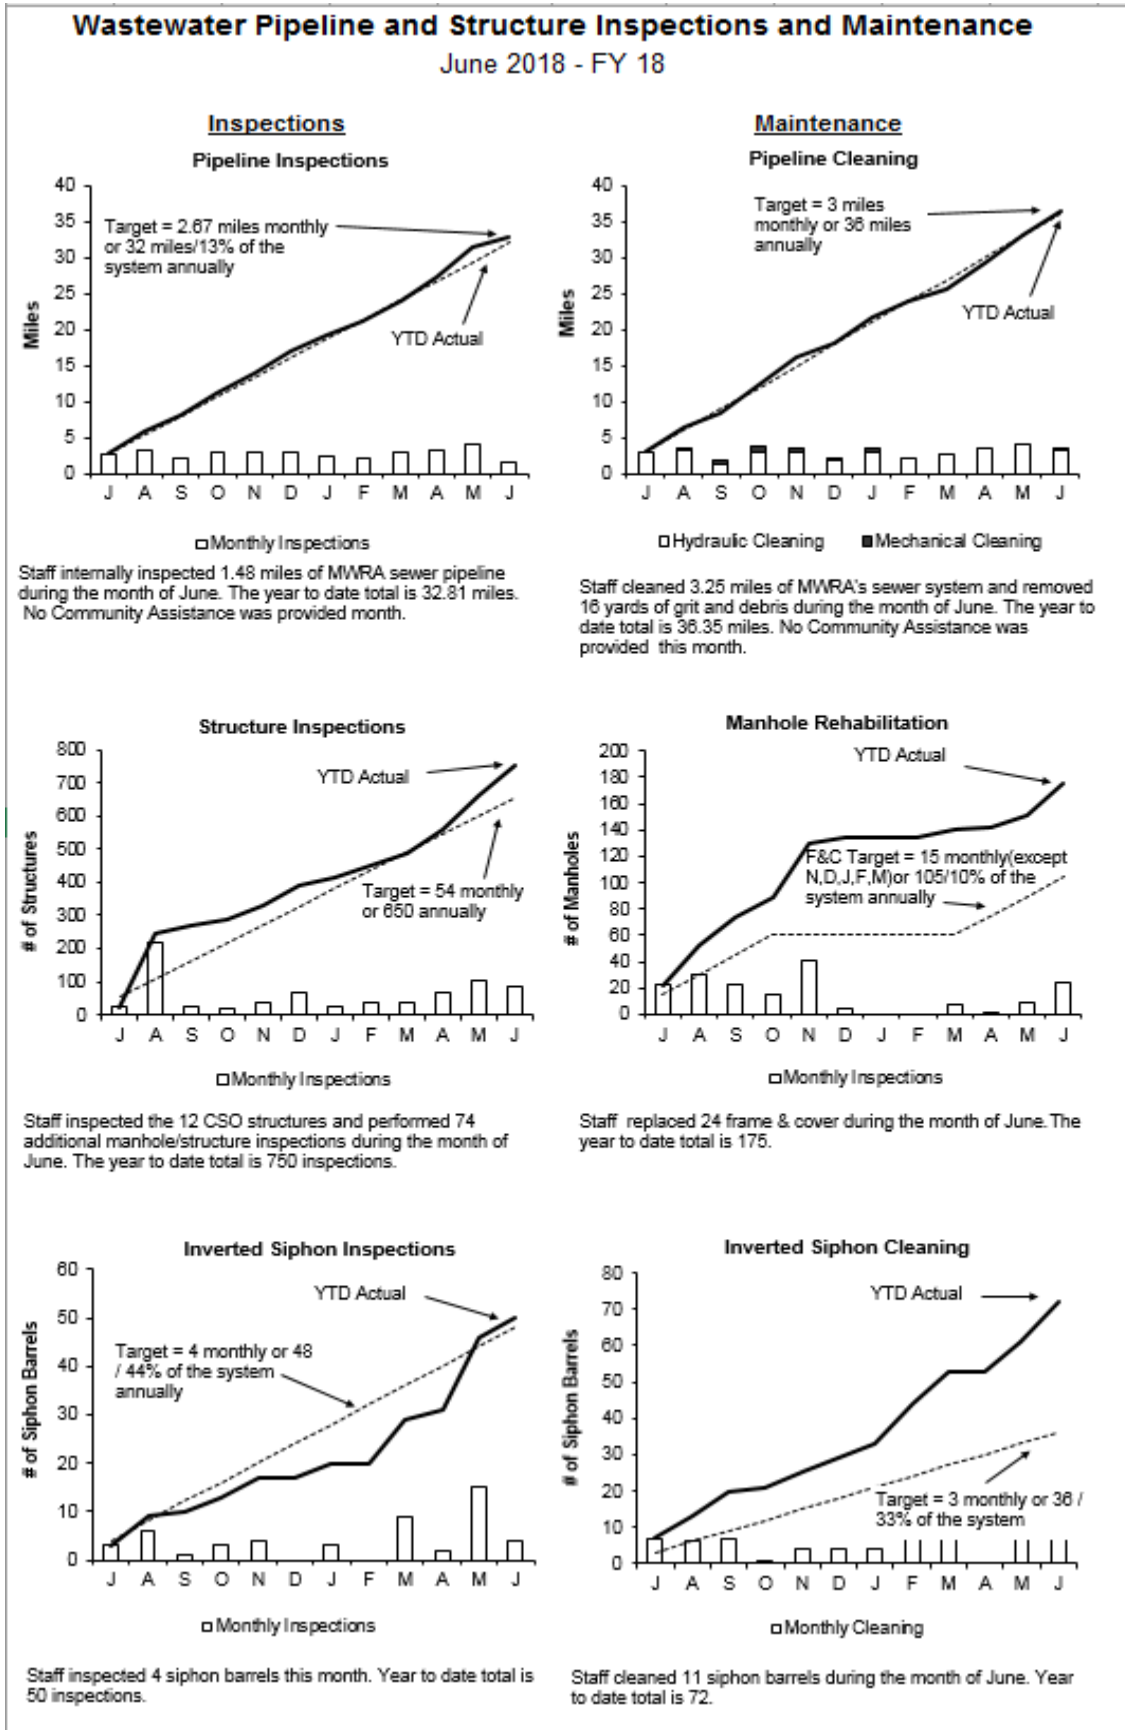 Wastewater Pipeline and Structure Inspections and Maintenance
June 2018 - FY 18
Inspections
Pipeline Inspections
40
35
30
25
20
15
10
5
0
Miles
Target = 2.67 miles monthly
or 32 miles/13% of the
system annually
YTD Actual
J A S O N D J F M A M J
Monthly Inspections
Staff internally inspected 1.48 miles of MWRA sewer pipeline
during the month of June. The year to date total is 32.81 miles.
No Community Assistance was provided month.
Maintenance
Pipeline Cleaning
40
35
30
25
20
15
10
5
0
Miles
Target = 3 miles
monthly or 36 miles
annually
YTD Actual
J A S O N D J F M A M J
Hydraulic Cleaning Mechanical Cleaning
Staff cleaned 3.25 miles of MWRA's sewer system and removed
16 yards of grit and debris during the month of June. The year to
date total is 36.35 miles. No Community Assistance was
provided this month.
Structure Inspections
800
700
600
500
400
300
200
100
0
# of Structures
YTD Actual
Target = 54 monthly
or 650 annually
J A S O N D J F M A M J
Monthly Inspections
Staff inspected the 12 CSO structures and performed 74
additional manhole/structure inspections during the month of
June. The year to date total is 750 inspections.
Manhole Rehabilitation
200
180
160
140
120
100
80
60
40
20
0
# of Manholes
YTD Actual
F&C Target = 15 monthly(except
N,D,J,F,M)or 105/10% of the
system annually
J A S O N D J F M A M J
Monthly Inspections
Staff replaced 24 frame & cover during the month of June. The
year to date total is 175.
Inverted Siphon Inspections
60
50
40
30
20
10
0
# of Siphon Barrels
YTD Actual
Target = 4 monthly or 48
/ 44% of the system
annually
J A S O N D J F M A M J
Monthly Inspections
Staff inspected 4 siphon barrels this month. Year to date total is
50 inspections.
Inverted Siphon Cleaning
80
70
60
50
40
30
20
10
0
# of Siphon Barrels
YTD Actual
Target = 3 monthly or 36 /
33% of the system
J A S O N D J F M A M J
Monthly Cleaning
Staff cleaned 11 siphon barrels during the month of June. Year
to date total is 72.